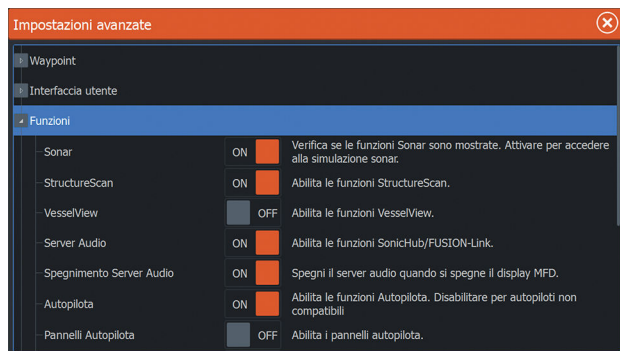 Impostazioni avanzate
Waypoint
Interfaccia utente
Funzioni
Sonar ON Verifica se le funzioni Sonar sono mostrate. Attivare per accedere
alla simulazione sonar.
StructureScan ON Abilita le funzioni StructureScan.
VesselView OFF Abilita le funzioni VesselView.
Server Audio ON Abilita le funzioni SonicHub/FUSION-Link.
Spegnimento Server Audio ON Spegni il server audio quando si spegne il display MFD.
Autopilota ON Abilita le funzioni Autopilota. Disabilitare per autopiloti non
compatibili
Pannelli Autopilota OFF Abilita i pannelli autopilota.